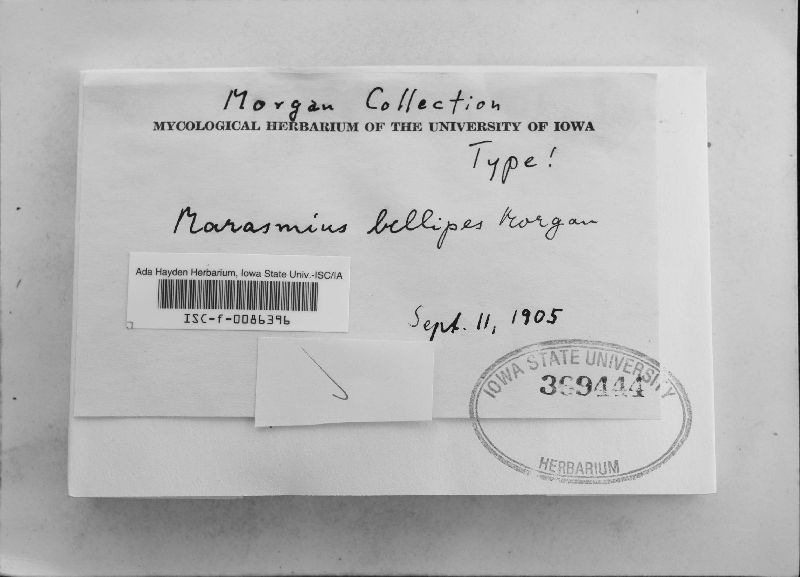 Morgan Collection
MYCOLOGICAL HERBARIUM OF THE UNIVERSITY OF IOWA
Type!
Marasmius bellipes Morgan
Ada Hayden Herbarium, Iowa State Univ.-ISC/IA
ISC-f-0086396
Sept. 11, 1905
IOWA STATE UNIVERSITY
369444
HERBARIUM